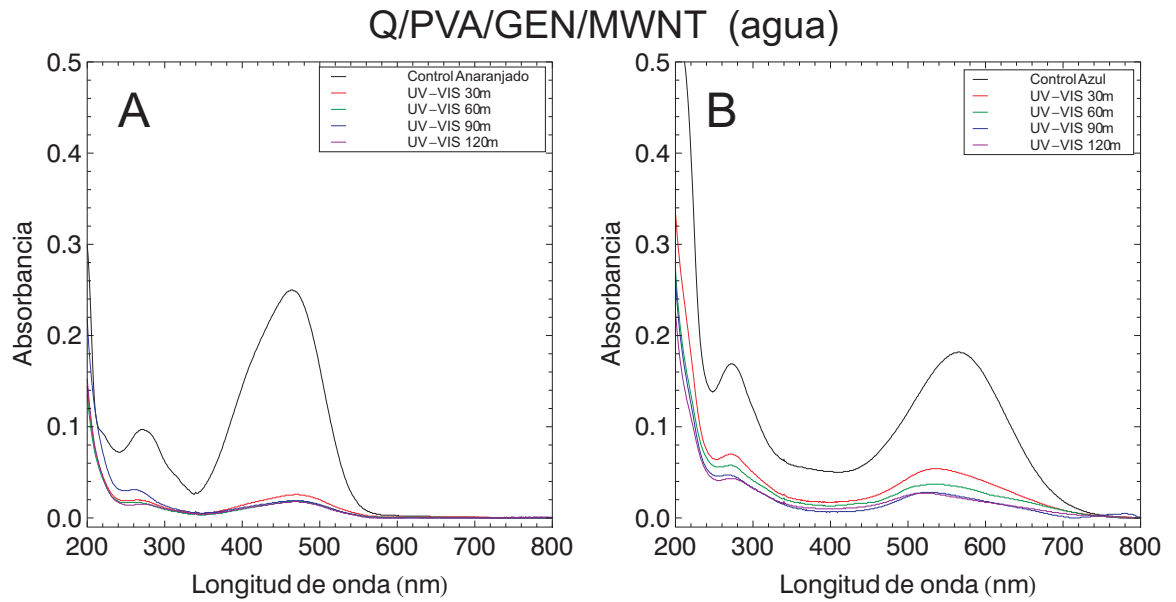 Q/PVA/GEN/MWNT (agua)
A
Control Anaranjado
UV–VIS 30m
UV–VIS 60m
UV–VIS 90m
UV–VIS 120m
0.5
0.4
0.3
0.2
0.1
0.0
Absorbancia
200 300 400 500 600 700 800
Longitud de onda (nm)
B
Control Azul
UV–VIS 30m
UV–VIS 60m
UV–VIS 90m
UV–VIS 120m
0.5
0.4
0.3
0.2
0.1
0.0
Absorbancia
200 300 400 500 600 700 800
Longitud de onda (nm)